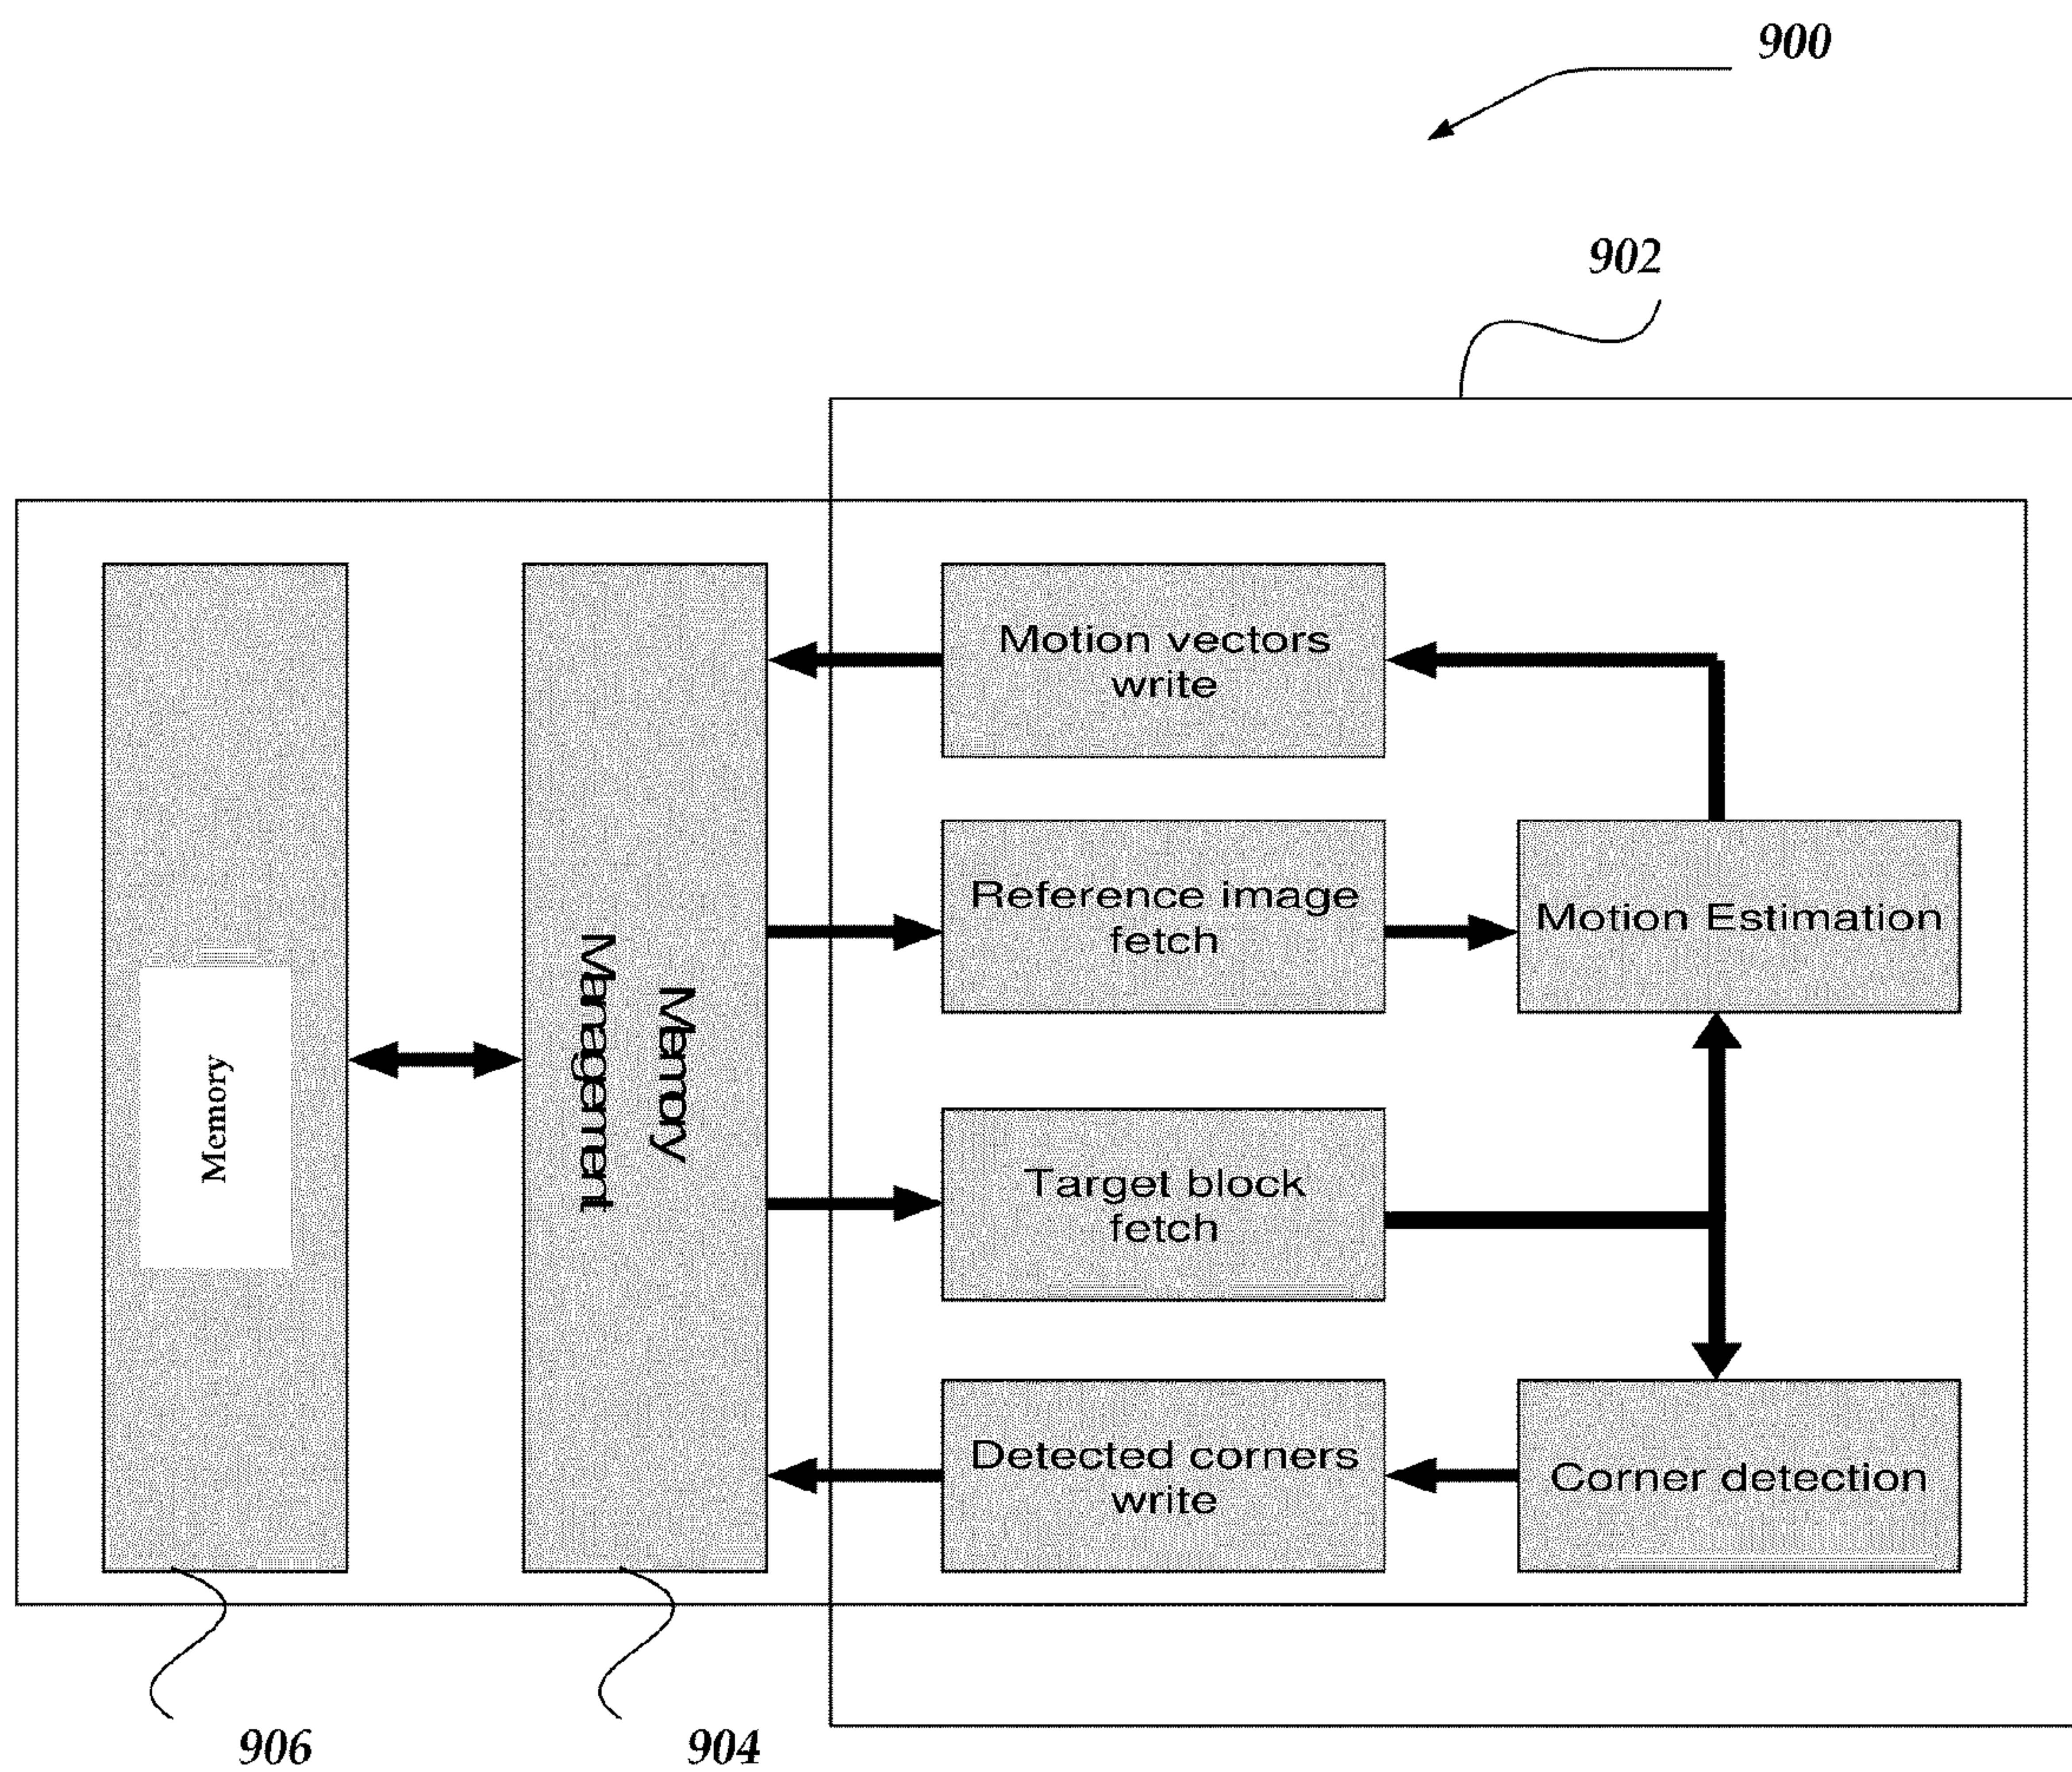 900
902
Motion vectors
write
Reference image
fetch
Motion Estimation
Memory
Management
Memory
Target block
fetch
Detected corners
write
Corner detection
906
904